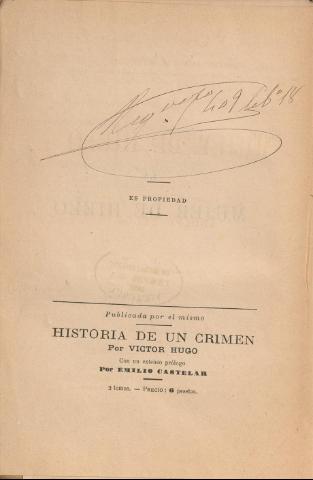 ES PROPIEDAD
Publicada por el mismo
HISTORIA DE UN CRIMEN
Por VICTOR HUGO
Con un extenso prólogo
Por EMILIO CASTELAR
2 tomos. — Precio: 6 pesetas.